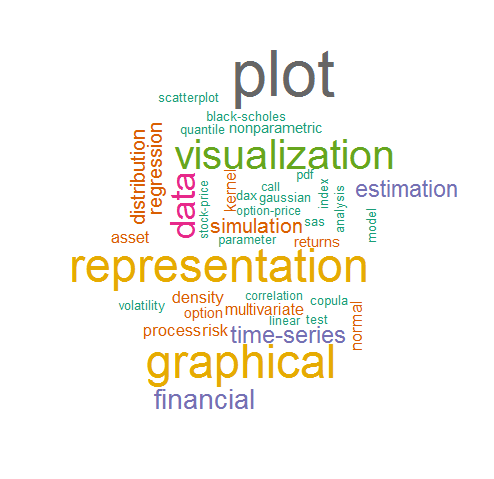 plot
scatterplot
black-scholes
quantile nonparametric
distribution
regression
visualization
data
stock-price
kernel
pdf
call
dax gaussian
index
analysis
estimation
option-price
simulation sas
model
asset
parameter returns
representation
density correlation copula
volatility
option multivariate
linear test
normal
process risk time-series
graphical
financial